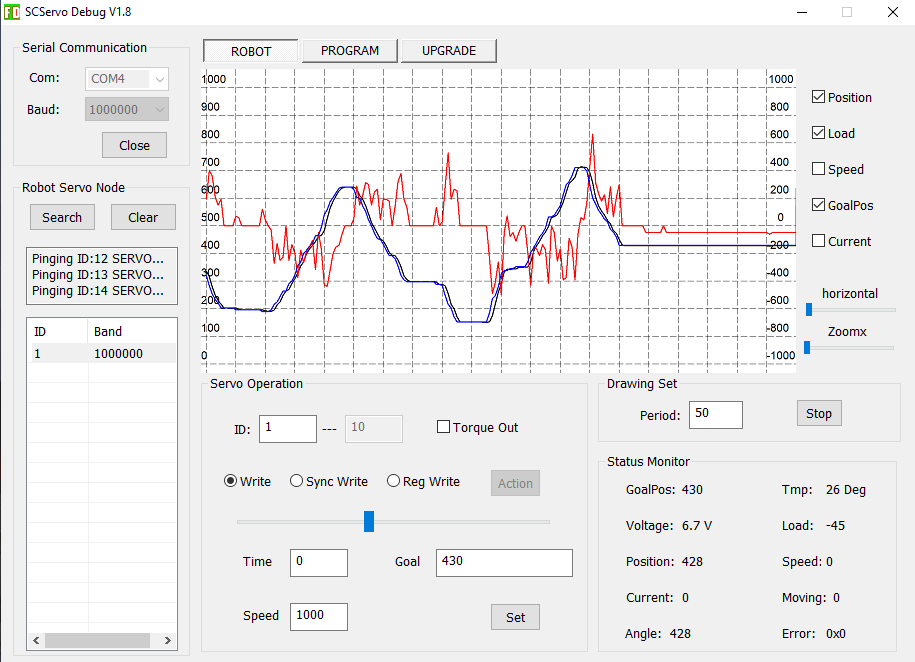 SCServo Debug V1.8
Serial Communication
Com: COM4
Baud: 1000000
Close
Robot Servo Node
Search Clear
Pinging ID:12 SERVO...
Pinging ID:13 SERVO...
Pinging ID:14 SERVO...
ID Band
1 1000000
ROBOT PROGRAM UPGRADE
1000 1000
900 800
800 600
700 400
600 200
500 0
400 -200
300 -400
200 -600
100 -800
0 -1000
Position
Load
Speed
GoalPos
Current
horizontal
Zoomx
Servo Operation
ID: 1 --- 10 Torque Out
Write Sync Write Reg Write Action
Time 0 Goal 430
Speed 1000 Set
Drawing Set
Period: 50 Stop
Status Monitor
GoalPos: 430 Tmp: 26 Deg
Voltage: 6.7 V Load: -45
Position: 428 Speed: 0
Current: 0 Moving: 0
Angle: 428 Error: 0x0